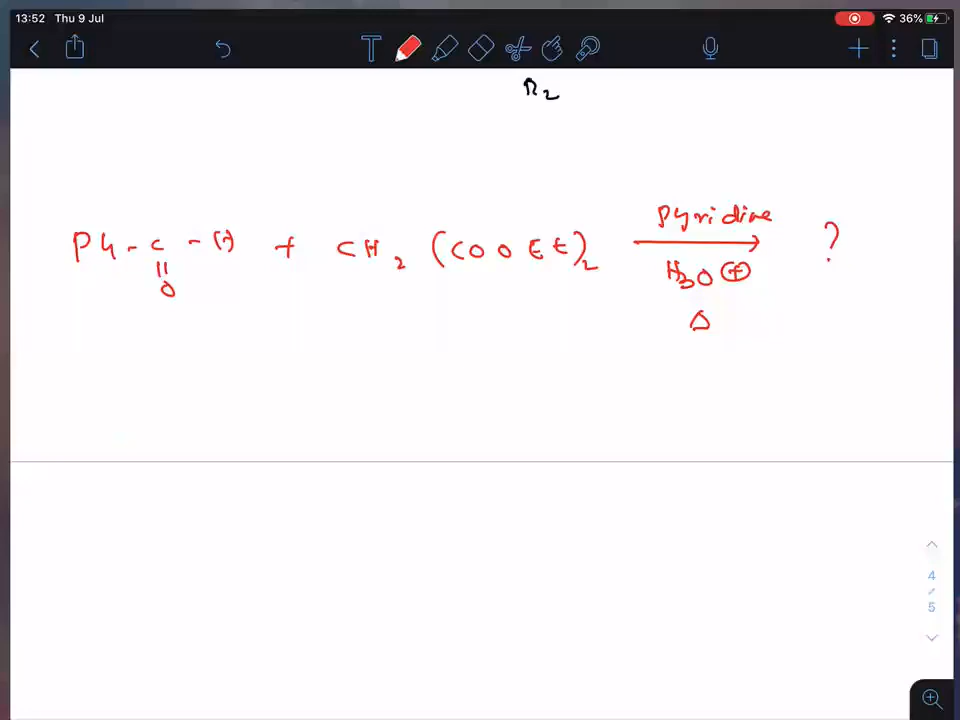 13:52 Thu 9 Jul
36%
T
R2
Pyridine
Ph - C - H + CH2 (COOEt)2 ⟶ ?
O
H3O⊕
Δ
4
5